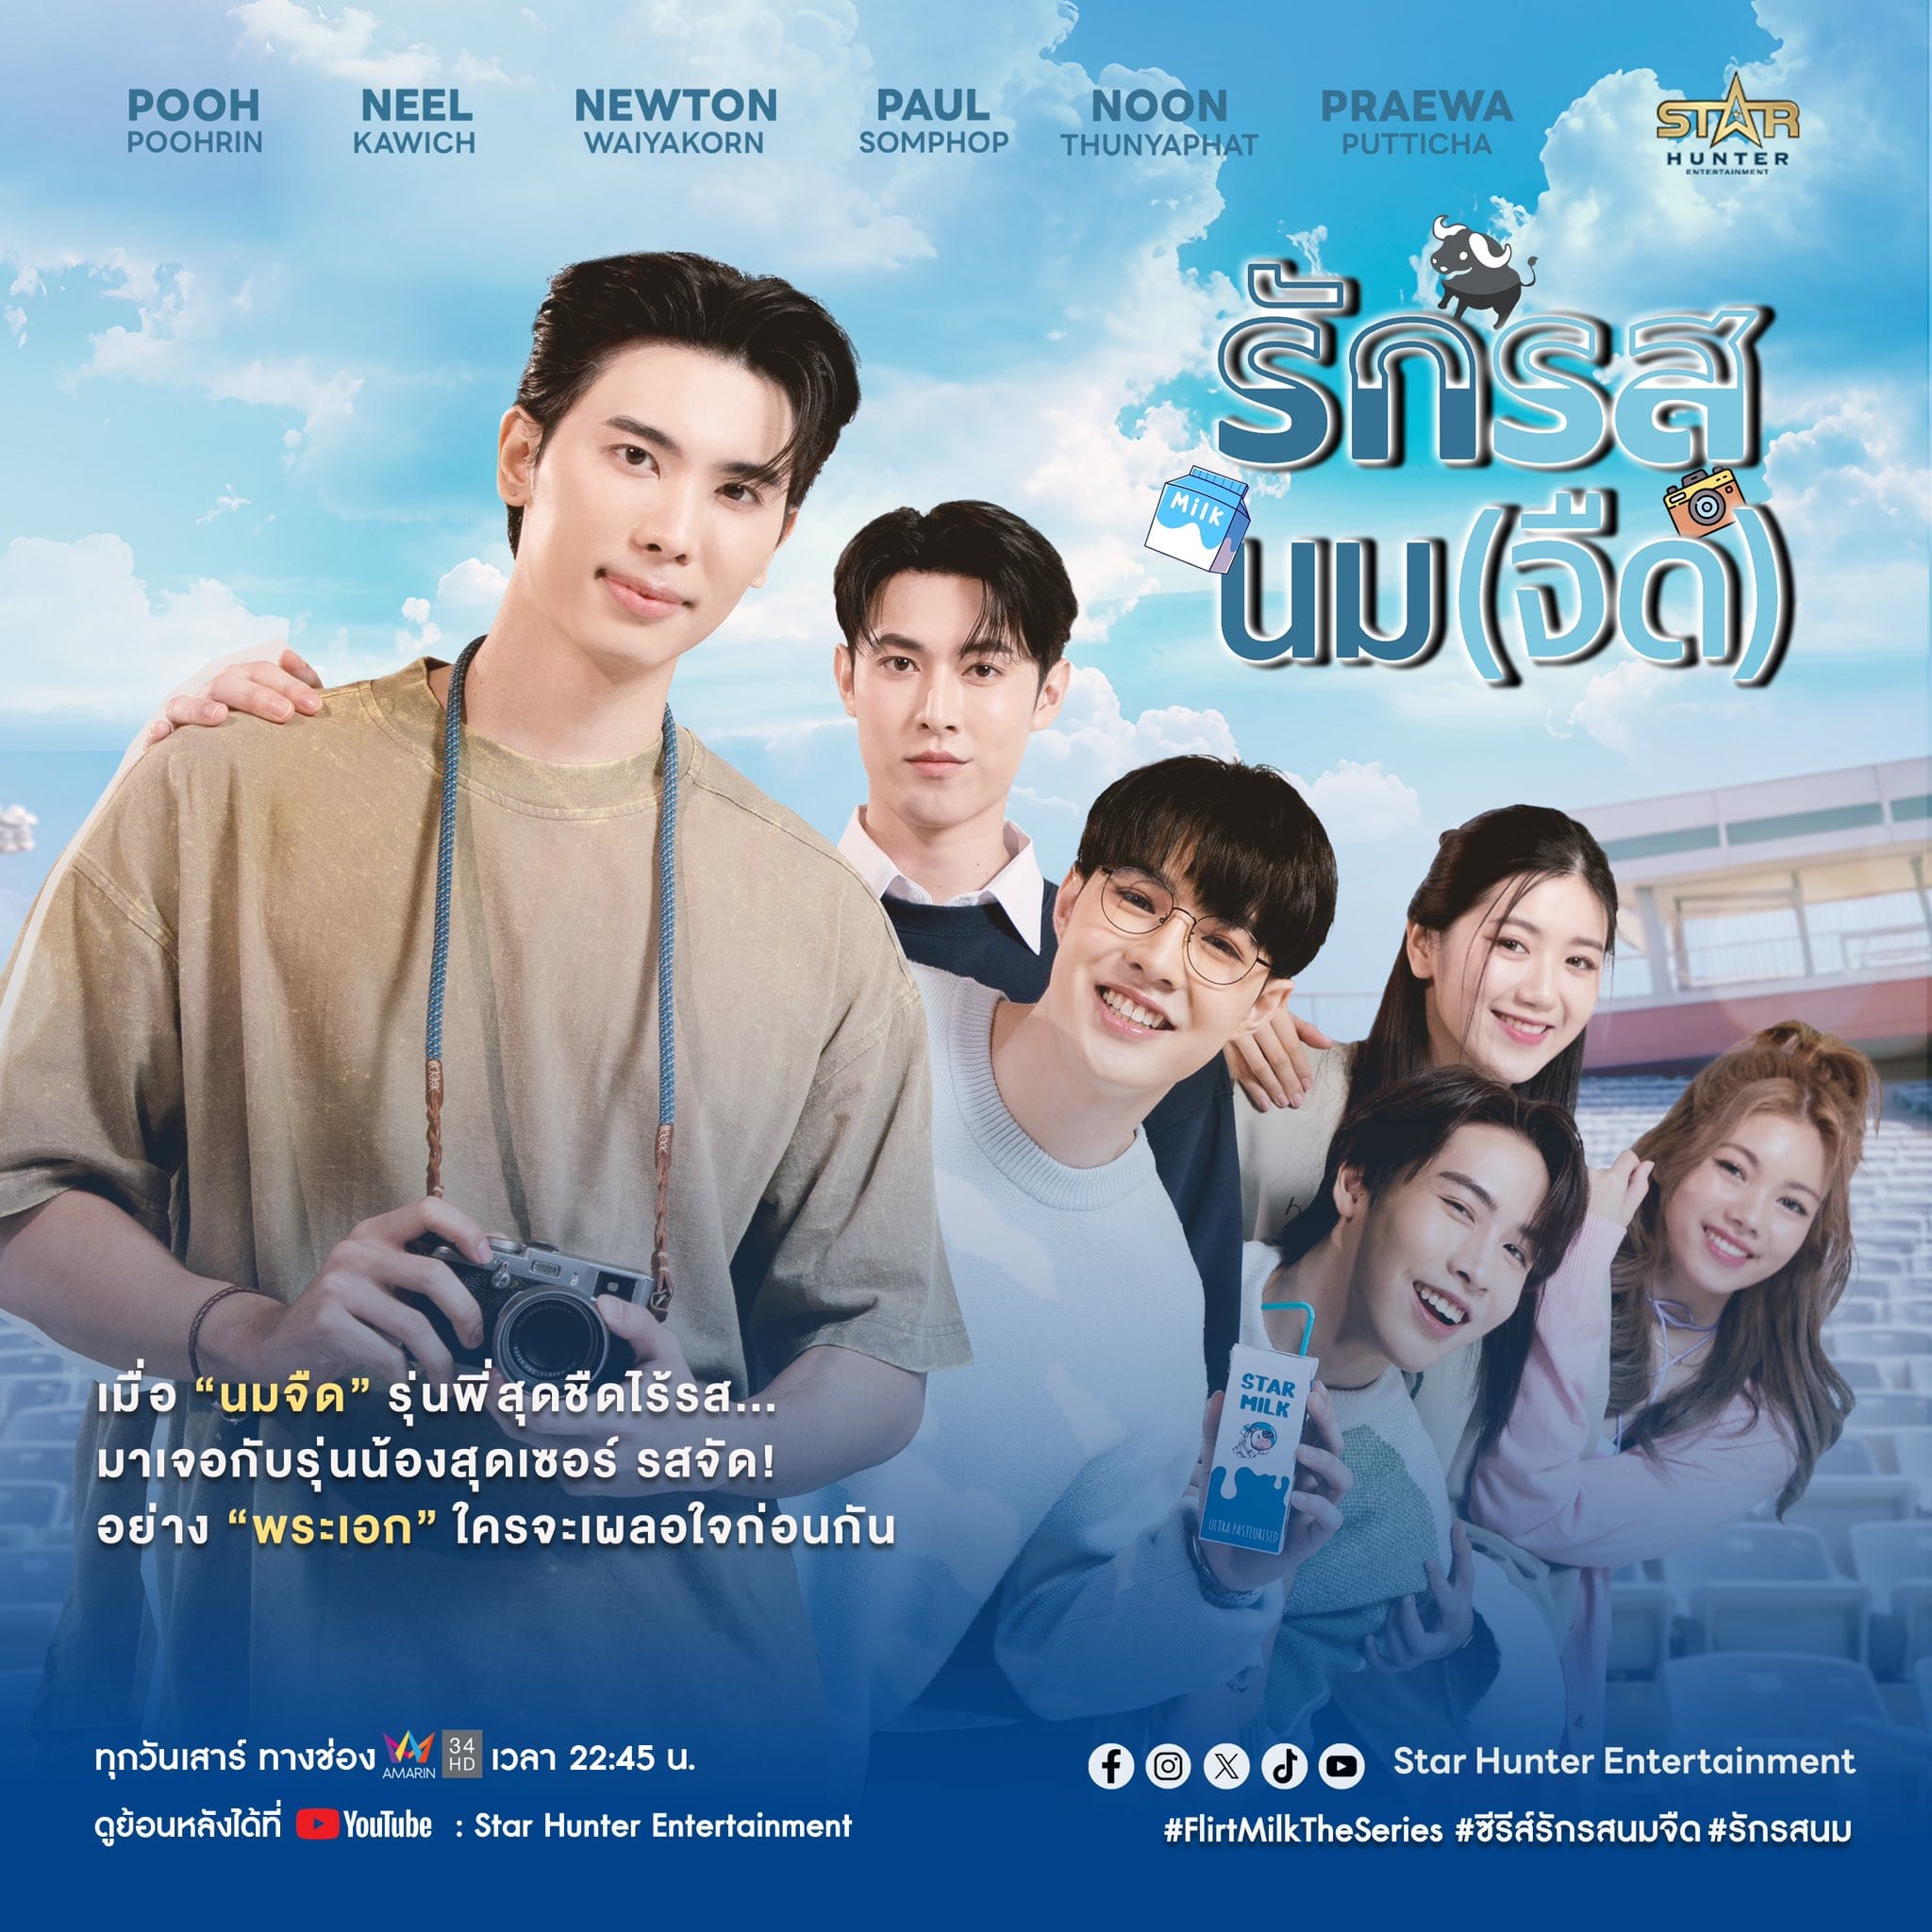 POOH NEEL NEWTON PAUL NOON PRAEWA
POOHRIN KAWICH WAIYAKORN SOMPHOP THUNYAPHAT PUTTICHA
STAR
HUNTER
ENTERTAINMENT
รักรส
Milk
นม(จืด)
STAR
MILK
ULTRA PASTEURISED
เมื่อ “นมจืด” รุ่นพี่สุดชืดไร้รส...
มาเจอกับรุ่นน้องสุดเซอร์ รสจัด!
อย่าง “พระเอก” ใครจะเผลอใจก่อนกัน
ทุกวันเสาร์ ทางช่อง AMARIN 34 HD เวลา 22:45 น.
ดูย้อนหลังได้ที่ YouTube : Star Hunter Entertainment
Star Hunter Entertainment
#FlirtMilkTheSeries #ซีรีส์รักรสนมจืด #รักรสนม